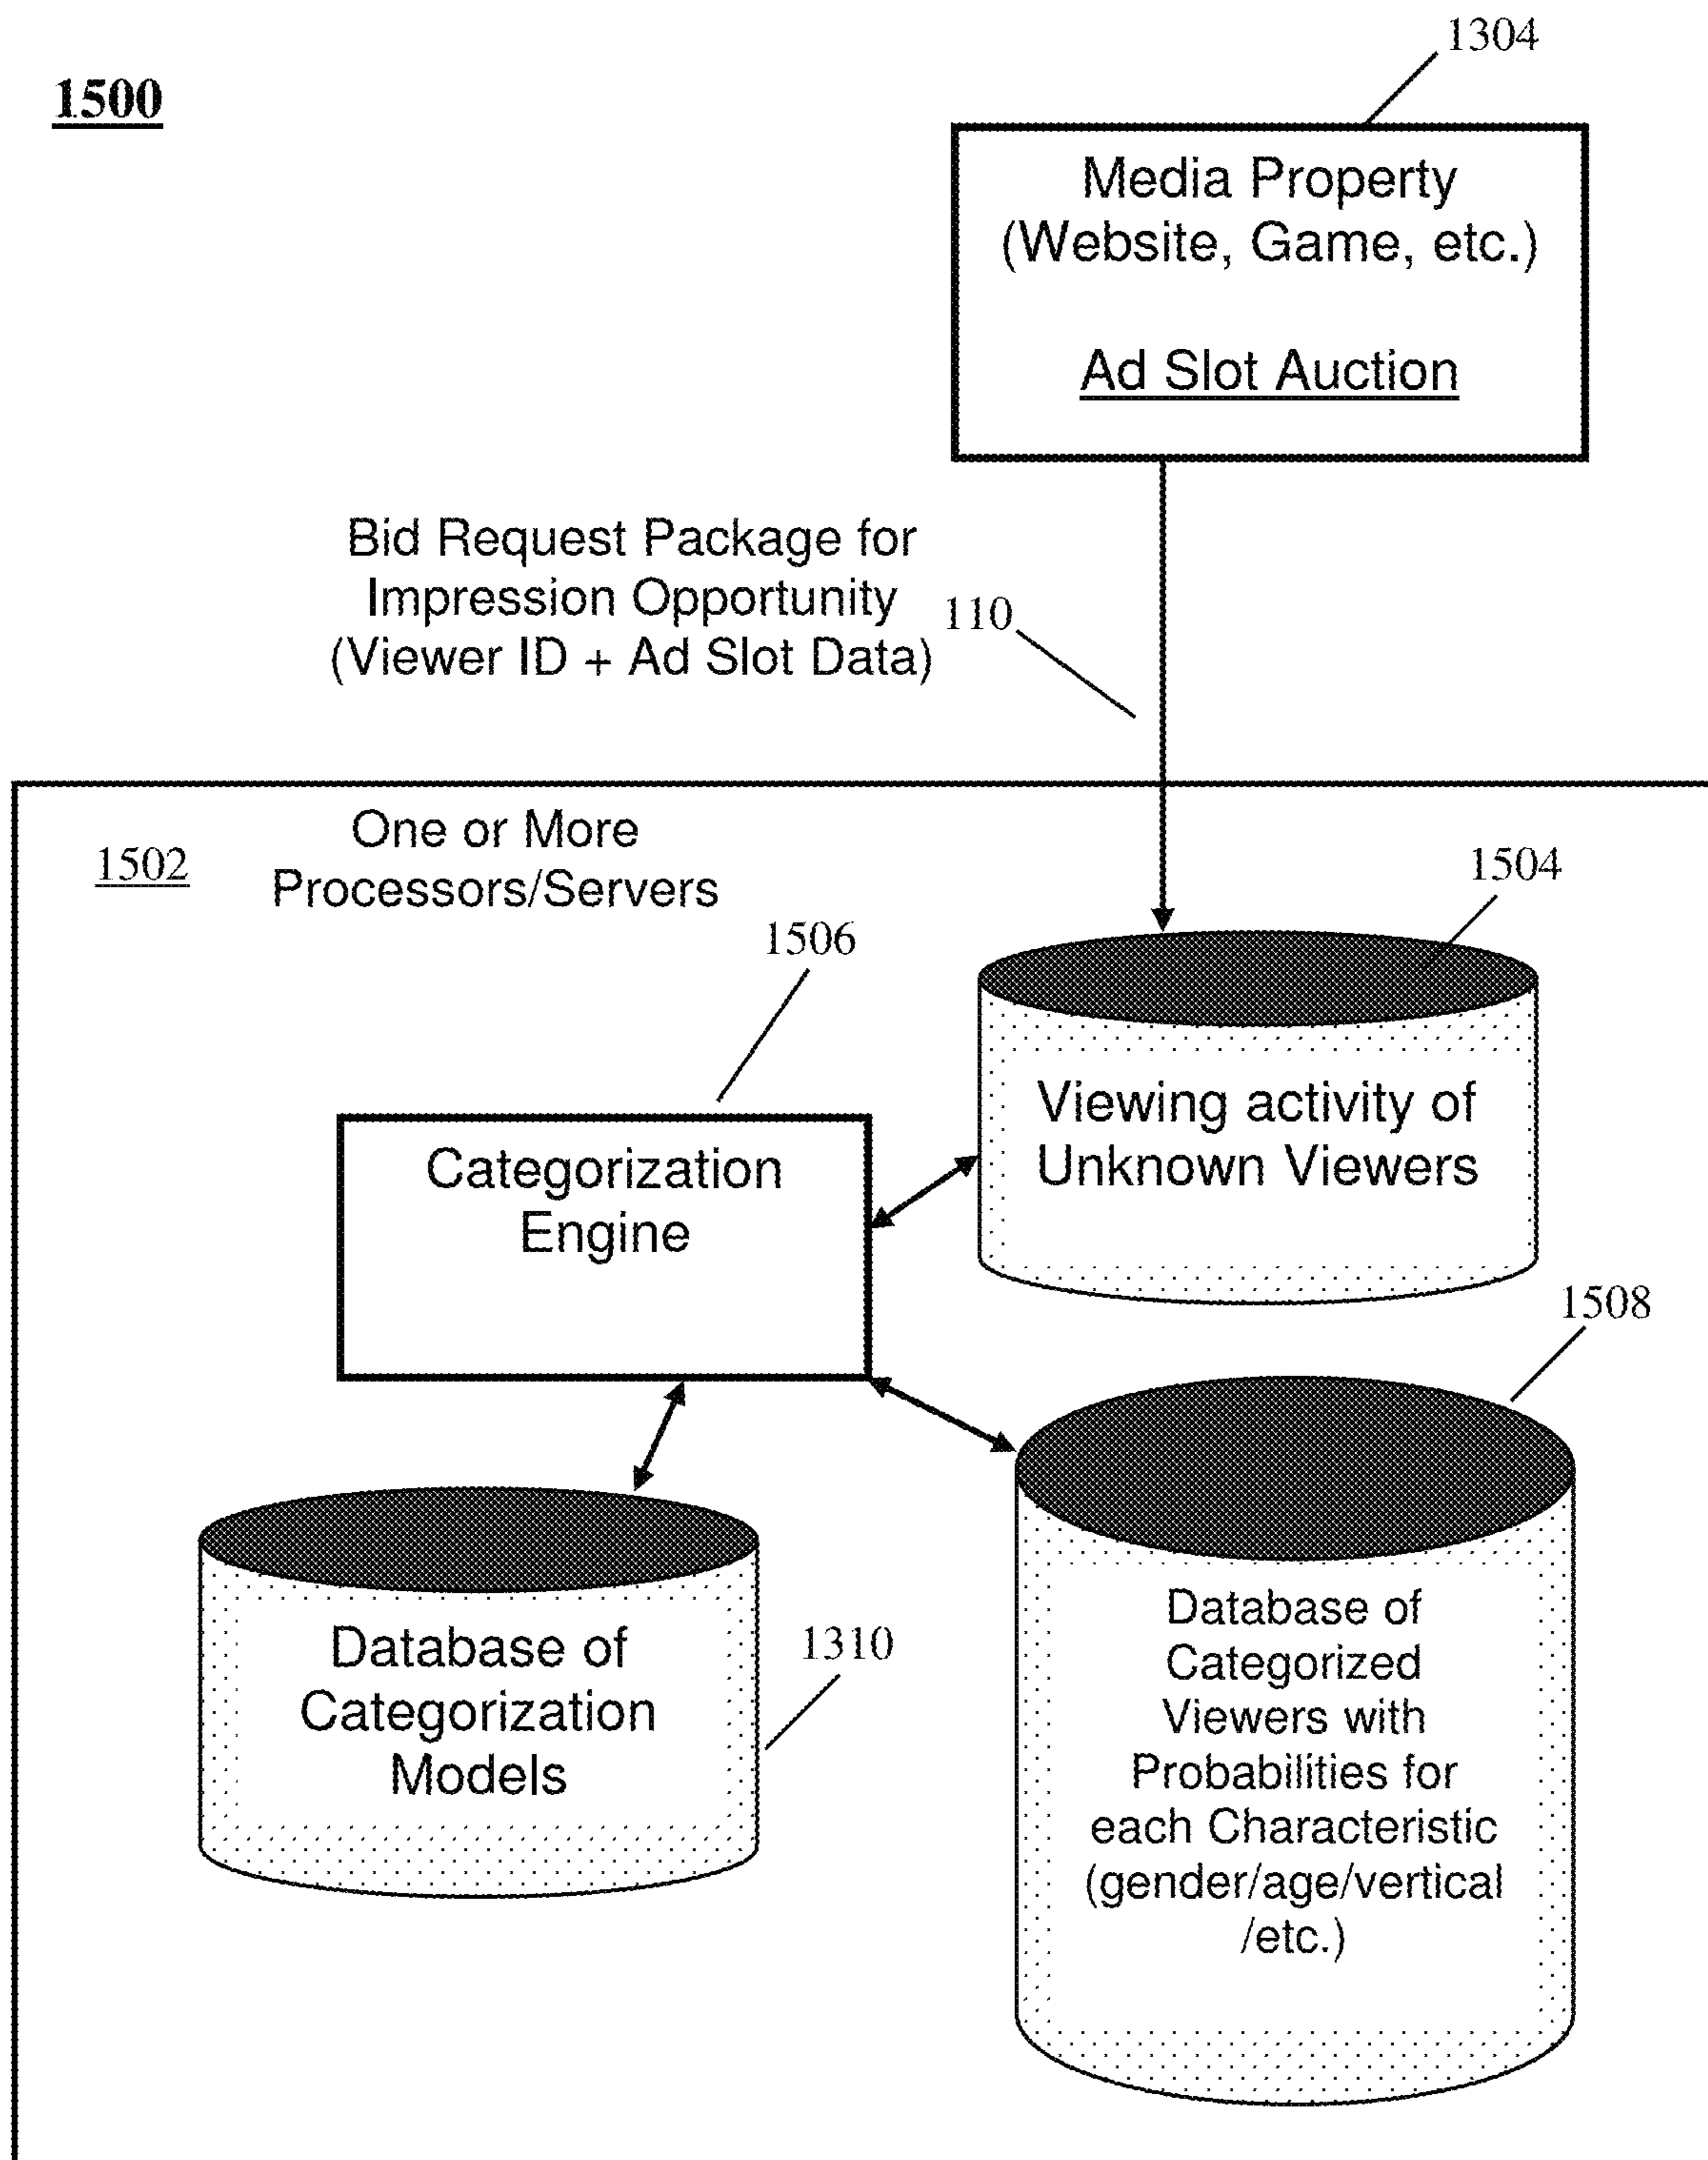 1500
1304
Media Property
(Website, Game, etc.)
Ad Slot Auction
Bid Request Package for
Impression Opportunity
(Viewer ID + Ad Slot Data)
110
One or More
Processors/Servers
1502
1504
1506
Viewing activity of
Unknown Viewers
Categorization
Engine
1508
Database of
Categorization
Models
1310
Database of
Categorized
Viewers with
Probabilities for
each Characteristic
(gender/age/vertical
/etc.)